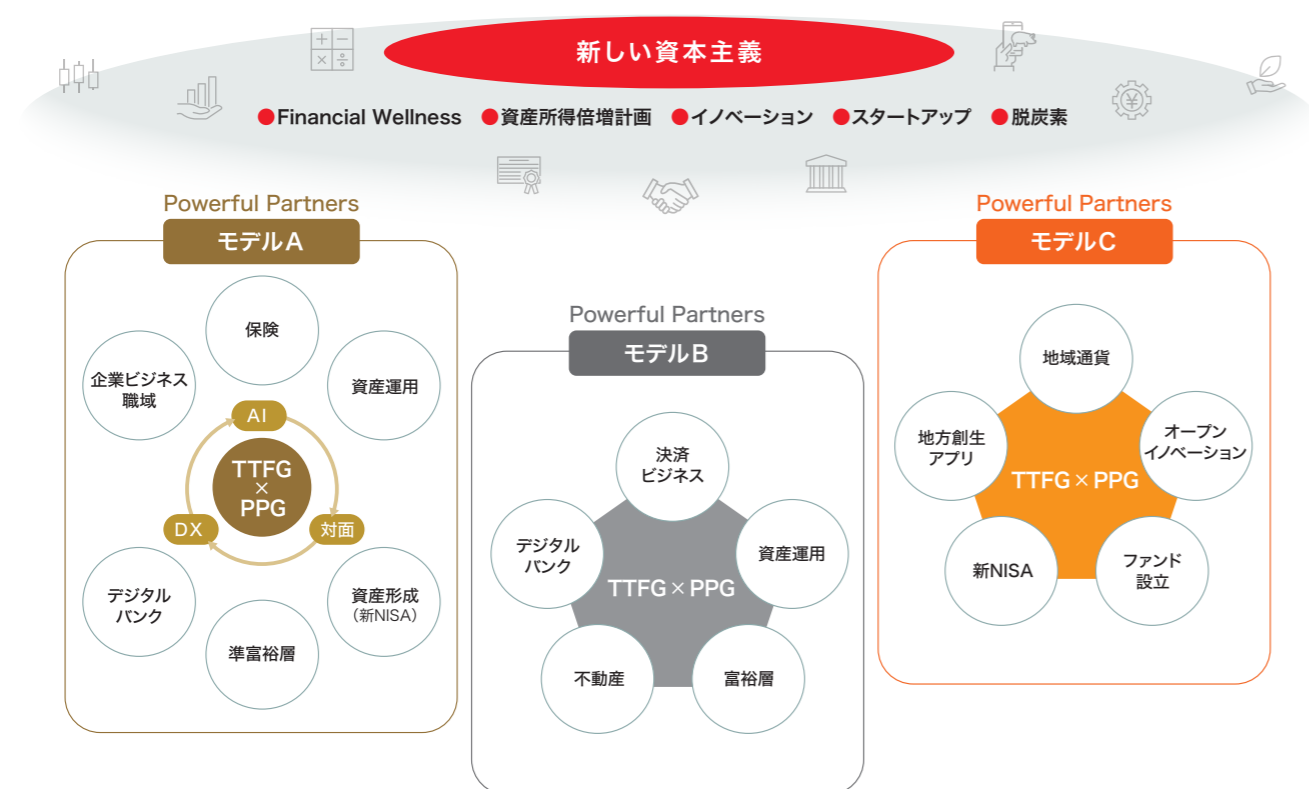 新しい資本主義
●Financial Wellness ●資産所得倍増計画 ●イノベーション ●スタートアップ ●脱炭素
Powerful Partners
モデルA
保険
企業ビジネス
職域
資産運用
AI
TTFG
×
PPG
DX
対面
デジタル
バンク
資産形成
（新NISA）
準富裕層
Powerful Partners
モデルB
決済
ビジネス
デジタル
バンク
資産運用
TTFG×PPG
不動産
富裕層
Powerful Partners
モデルC
地域通貨
地方創生
アプリ
オープン
イノベーション
TTFG×PPG
新NISA
ファンド
設立